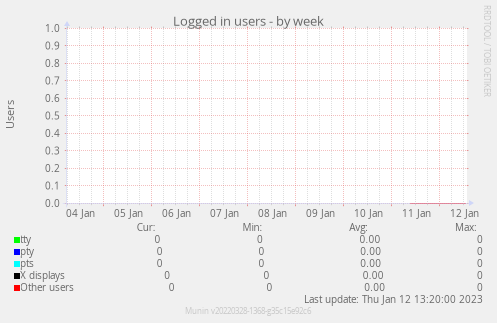 Logged in users - by week
RRDTOOL / TOBI OETIKER
Users
1.0
0.9
0.8
0.7
0.6
0.5
0.4
0.3
0.2
0.1
0.0
04 Jan 05 Jan 06 Jan 07 Jan 08 Jan 09 Jan 10 Jan 11 Jan 12 Jan
Cur: Min: Avg: Max:
tty 0 0 0.00 0
pty 0 0 0.00 0
pts 0 0 0.00 0
X displays 0 0 0.00 0
Other users 0 0 0.00 0
Last update: Thu Jan 12 13:20:00 2023
Munin v20220328-1368-g35c15e92c6